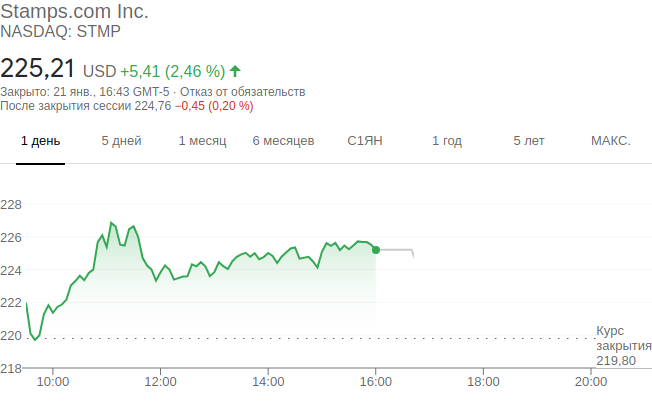 Stamps.com Inc.
NASDAQ: STMP
225,21 USD +5,41 (2,46 %)
Закрыто: 21 янв., 16:43 GMT-5 · Отказ от обязательств
После закрытия сессии 224,76 −0,45 (0,20 %)
1 день 5 дней 1 месяц 6 месяцев С1ЯН 1 год 5 лет МАКС.
228
226
224
222
220
Курс
закрытия
219,80
218
10:00 12:00 14:00 16:00 18:00 20:00